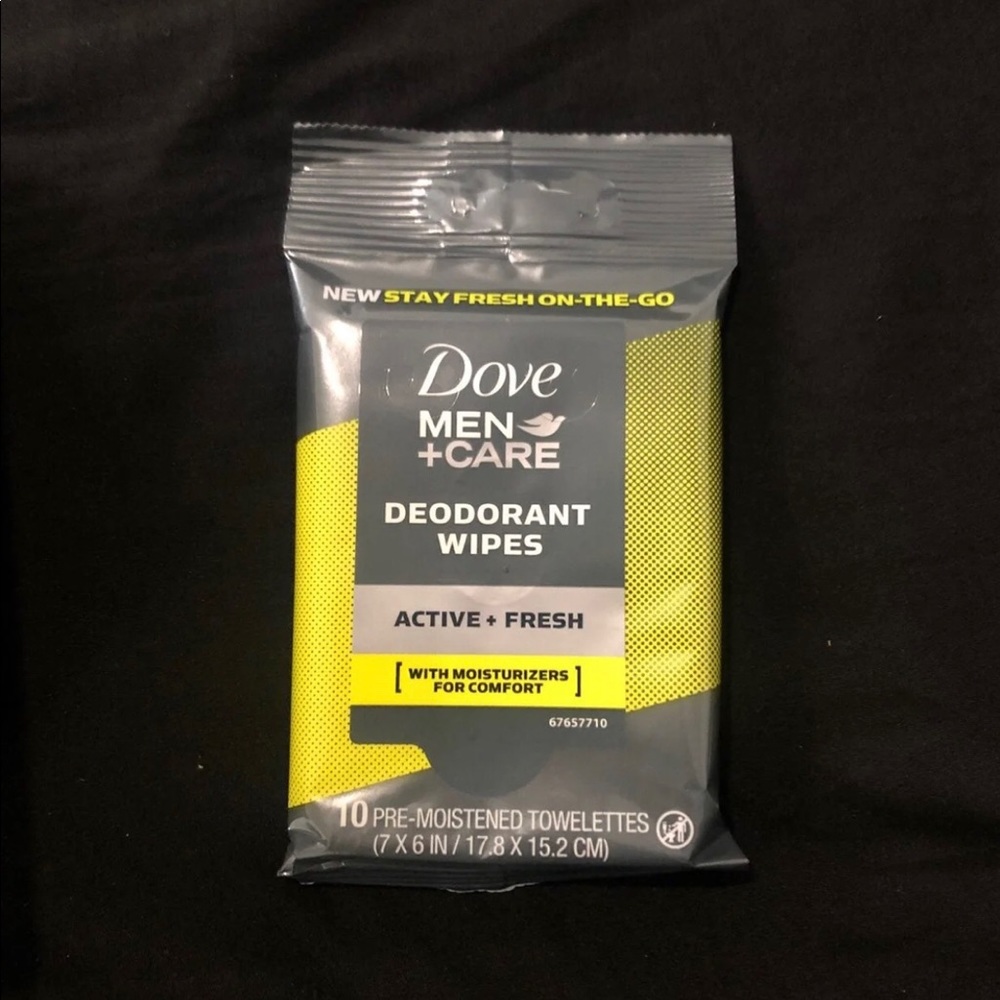 NEW STAY FRESH ON-THE-GO
Dove
MEN
+CARE
DEODORANT
WIPES
ACTIVE + FRESH
[WITH MOISTURIZERS
FOR COMFORT]
67657710
10 PRE-MOISTENED TOWELETTES
(7 X 6 IN / 17.8 X 15.2 CM)